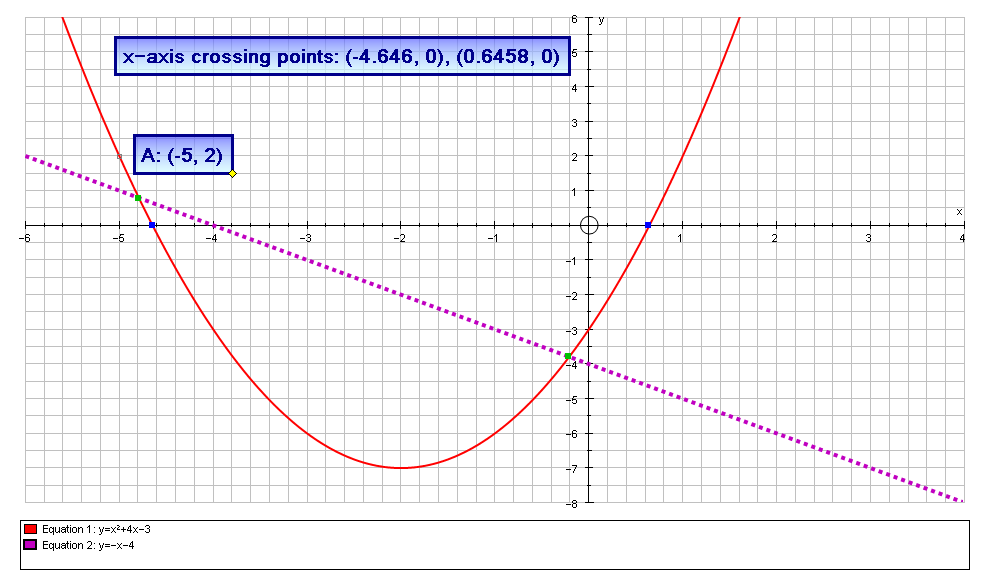 6 y
x−axis crossing points: (-4.646, 0), (0.6458, 0)
5
4
3
A: (-5, 2)
2
1
x
−6 −5 −4 −3 −2 −1 1 2 3 4
−1
−2
−3
−4
−5
−6
−7
−8
Equation 1: y=x²+4x−3
Equation 2: y=−x−4